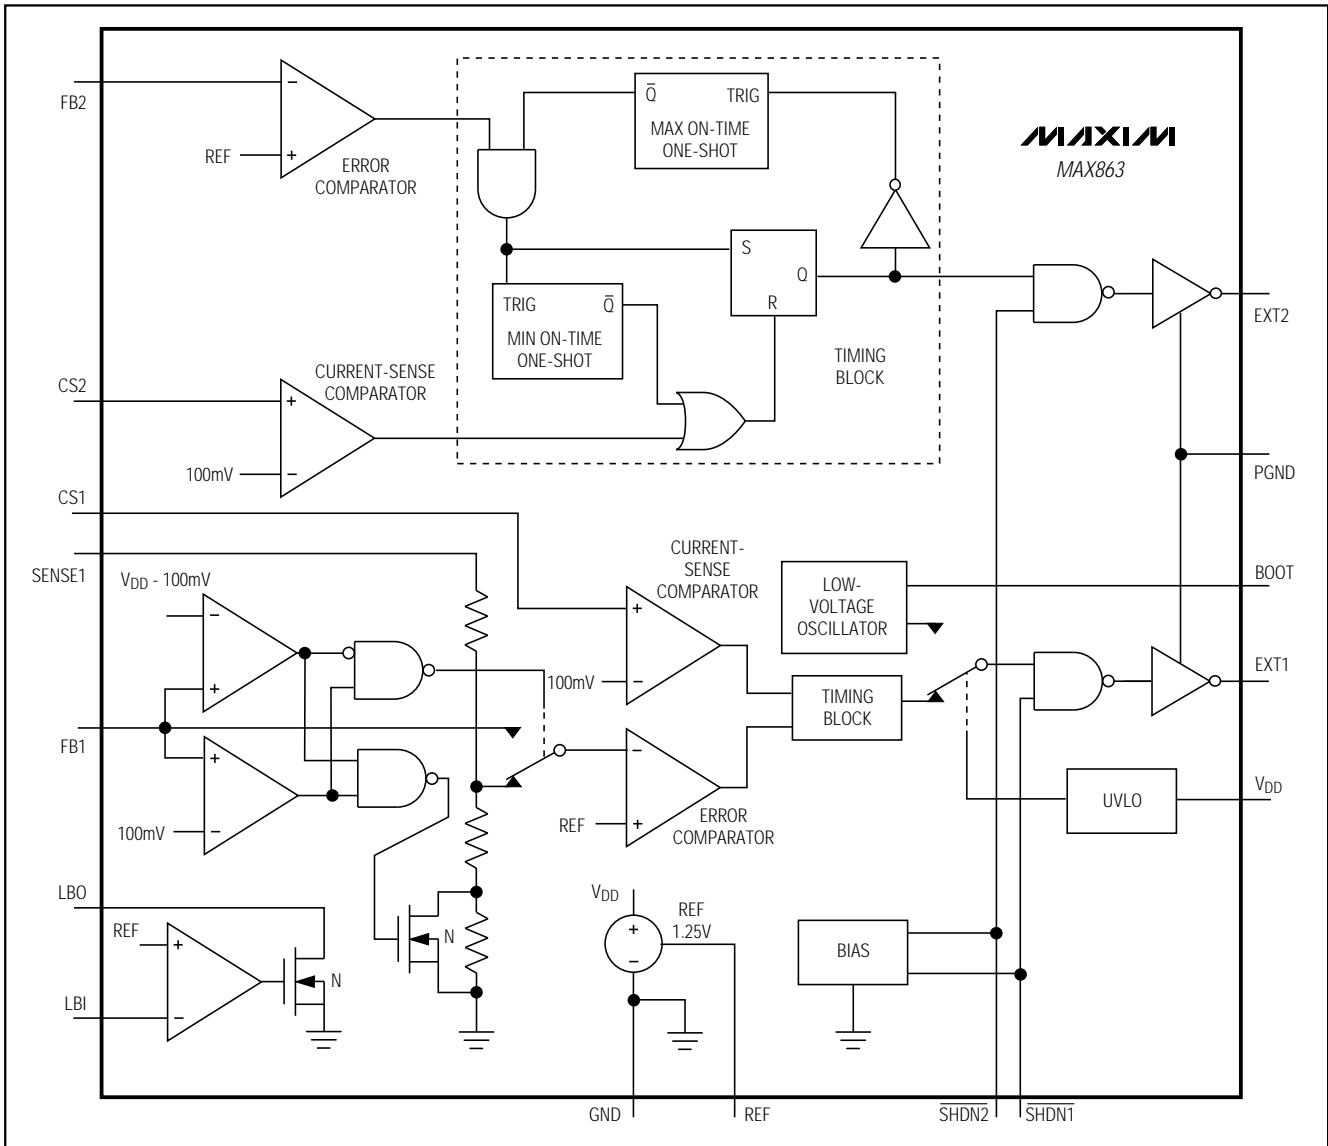 FB2
−
REF
+
ERROR
COMPARATOR
Q̅
TRIG
MAX ON-TIME
ONE-SHOT
MAXIM
MAX863
S
Q
R
TRIG
Q̅
MIN ON-TIME
ONE-SHOT
TIMING
BLOCK
EXT2
CS2
CURRENT-SENSE
COMPARATOR
+
100mV
−
PGND
CS1
SENSE1
VDD - 100mV
−
+
CURRENT-
SENSE
COMPARATOR
+
100mV
−
LOW-
VOLTAGE
OSCILLATOR
BOOT
EXT1
TIMING
BLOCK
FB1
+
100mV
−
−
REF
+
ERROR
COMPARATOR
UVLO
VDD
LBO
REF
+
LBI
−
N
N
VDD
+
−
REF
1.25V
BIAS
GND
REF
S̅H̅D̅N̅2̅
S̅H̅D̅N̅1̅